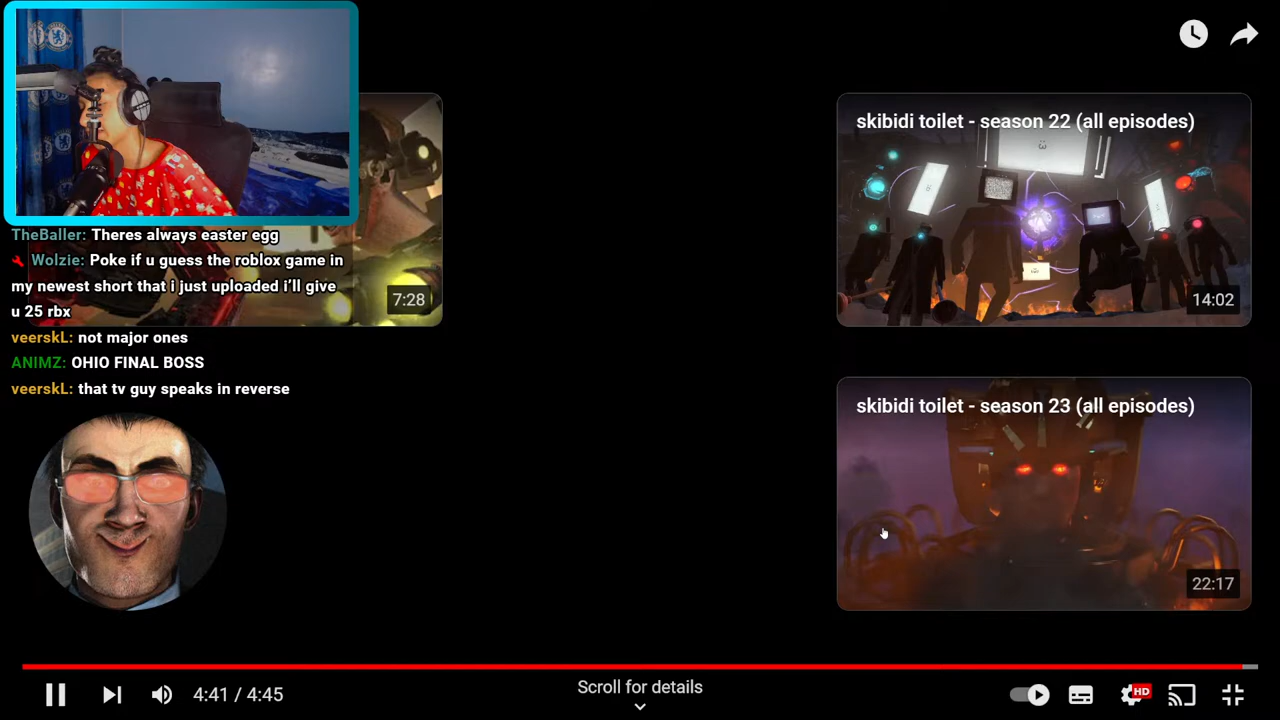 TheBaller: Theres always easter egg
Wolzie: Poke if u guess the roblox game in
my newest short that i just uploaded i’ll give
u 25 rbx
veerskL: not major ones
ANIMZ: OHIO FINAL BOSS
veerskL: that tv guy speaks in reverse
7:28
skibidi toilet - season 22 (all episodes)
14:02
skibidi toilet - season 23 (all episodes)
22:17
4:41 / 4:45
Scroll for details
HD